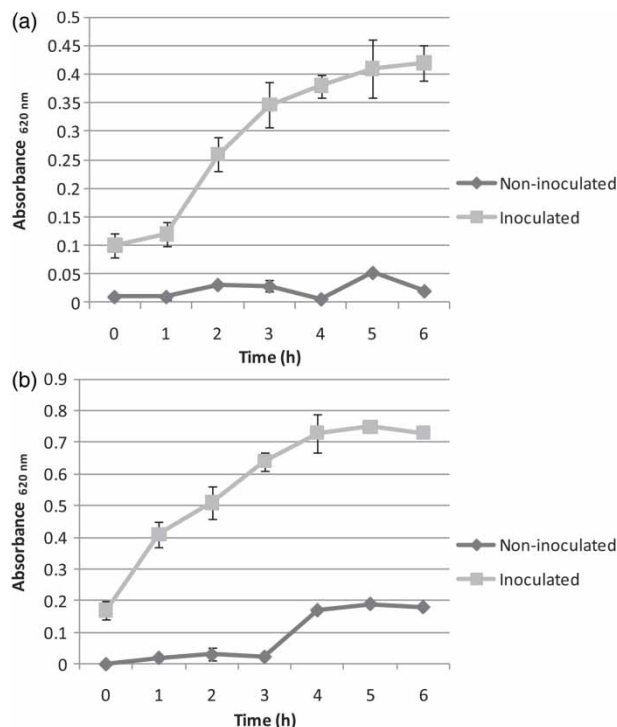 (a)
0.5
0.45
0.4
0.35
0.3
0.25
0.2
0.15
0.1
0.05
0
Absorbance 620 nm
0 1 2 3 4 5 6
Time (h)
Non-inoculated
Inoculated
(b)
0.9
0.8
0.7
0.6
0.5
0.4
0.3
0.2
0.1
0
Absorbance 620 nm
0 1 2 3 4 5 6
Time (h)
Non-inoculated
Inoculated